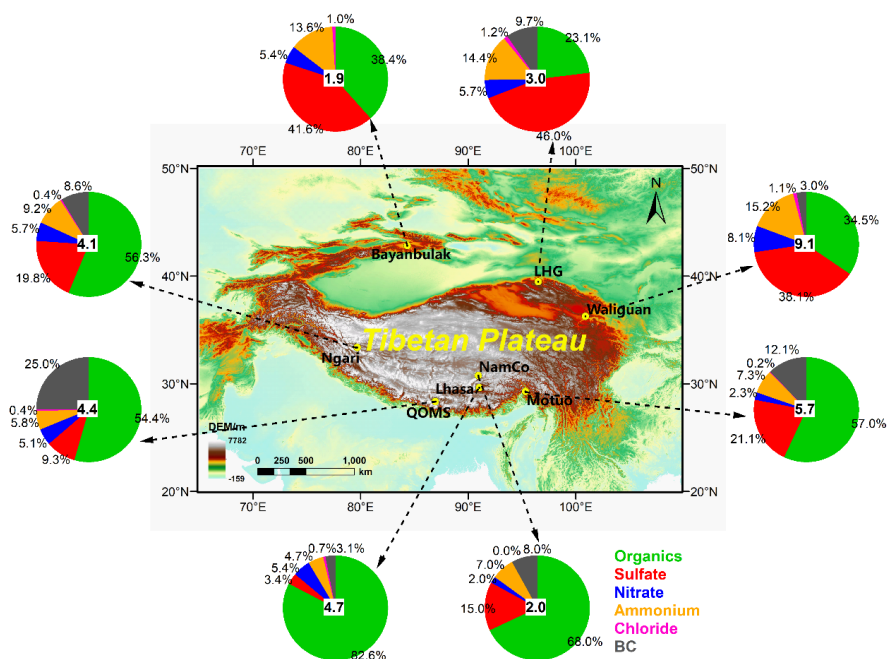 1.0%
13.6%
5.4%
38.4%
1.9
41.6%
9.7%
1.2%
23.1%
14.4%
3.0
5.7%
46.0%
70°E
80°E
90°E
100°E
50°N
50°N
N
8.6%
0.4%
9.2%
5.7%
4.1
56.3%
19.8%
1.1%
3.0%
15.2%
34.5%
8.1%
9.1
38.1%
Bayanbulak
LHG
40°N
40°N
Waliguan
Tibetan Plateau
Ngari
NamCo
Lhasa
Motuo
QOMS
30°N
30°N
25.0%
0.4%
4.4
5.8%
5.1%
54.4%
9.3%
12.1%
0.2%
7.3%
2.3%
5.7
21.1%
57.0%
DEM/m
7782
-159
0 250 500 1,000
km
20°N
20°N
70°E
80°E
90°E
100°E
0.7%
3.1%
4.7%
5.4%
3.4%
4.7
82.6%
0.0%
8.0%
7.0%
2.0%
2.0
15.0%
68.0%
Organics
Sulfate
Nitrate
Ammonium
Chloride
BC